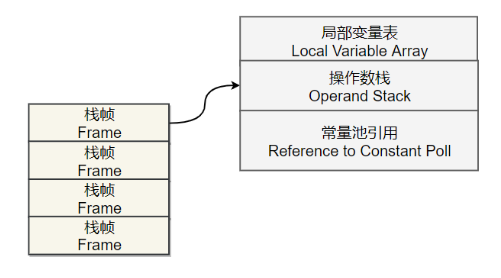 局部变量表
Local Variable Array
操作数栈
Operand Stack
常量池引用
Reference to Constant Poll
栈帧
Frame
栈帧
Frame
栈帧
Frame
栈帧
Frame